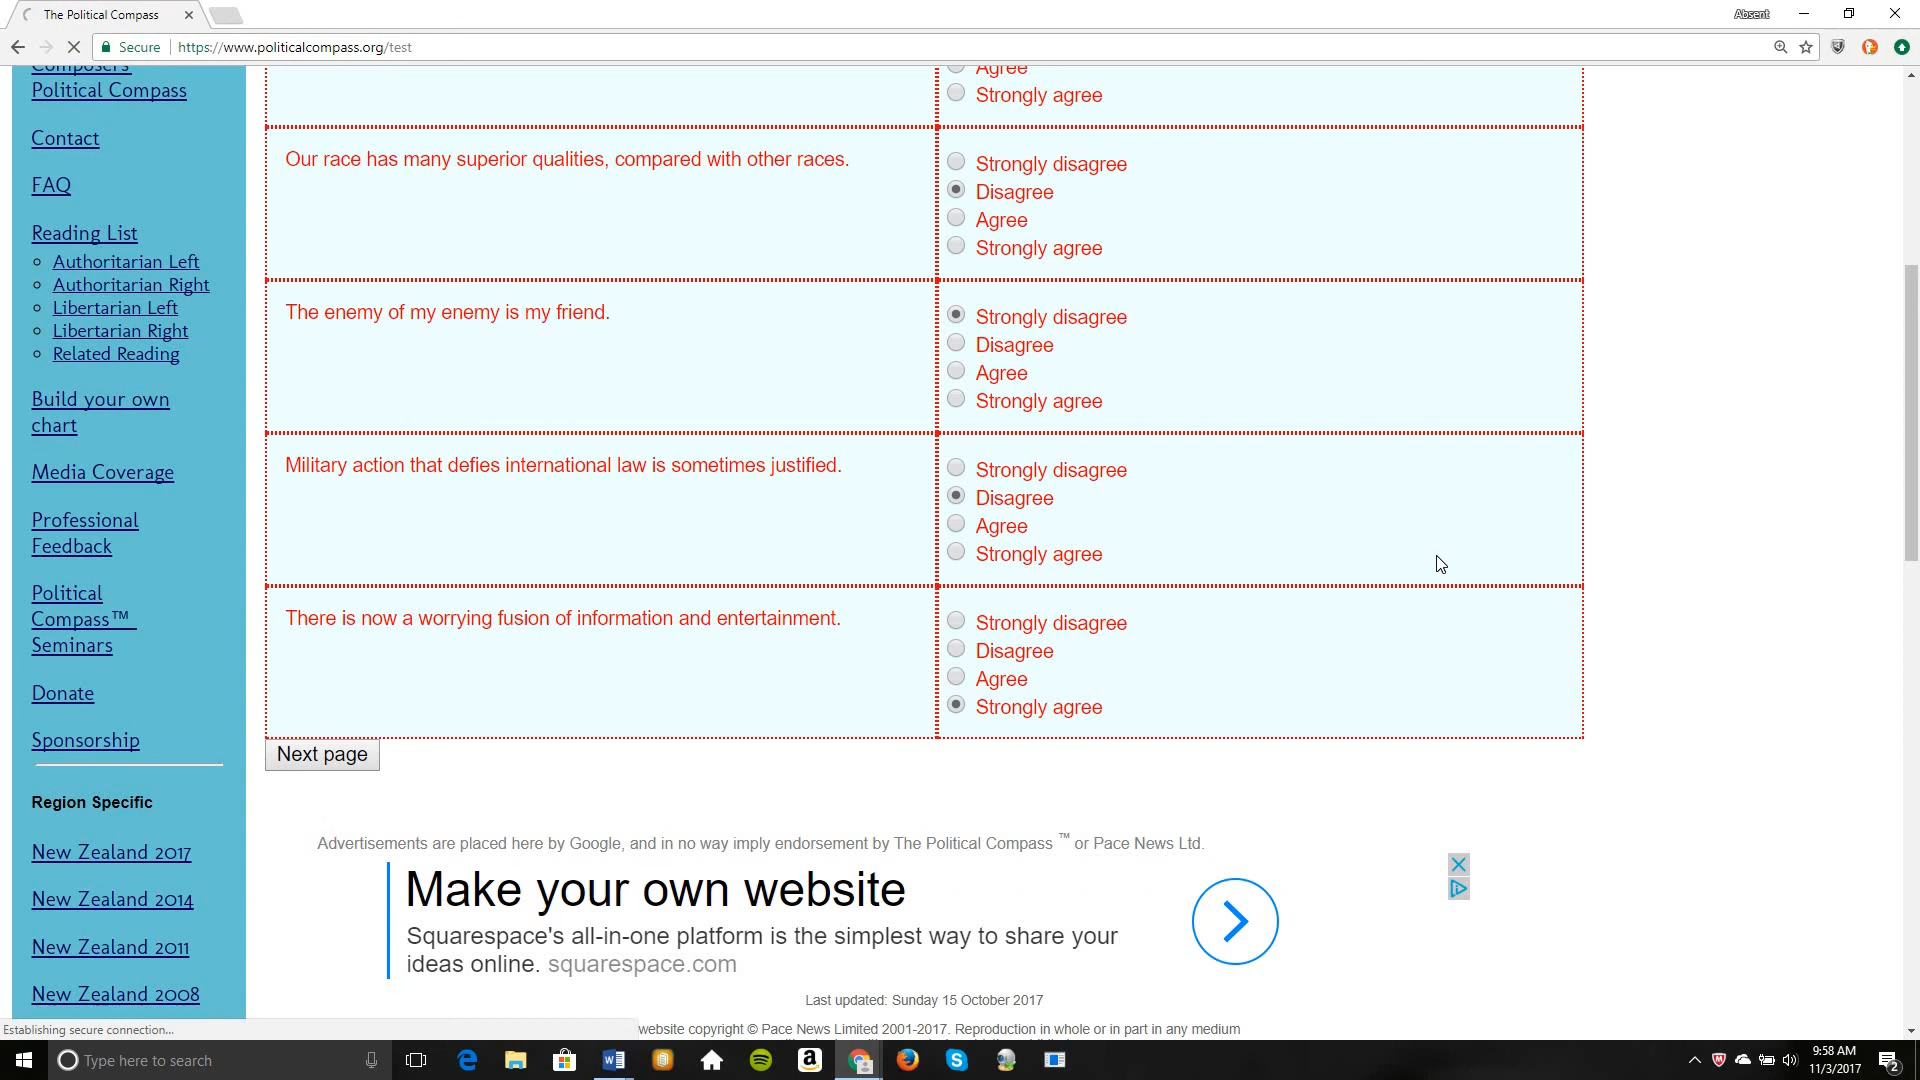 The Political Compass
Absent
Secure
https://www.politicalcompass.org/test
Composers'
Political Compass
Contact
FAQ
Reading List
Authoritarian Left
Authoritarian Right
Libertarian Left
Libertarian Right
Related Reading
Build your own
chart
Media Coverage
Professional
Feedback
Political
Compass™
Seminars
Donate
Sponsorship
Region Specific
New Zealand 2017
New Zealand 2014
New Zealand 2011
New Zealand 2008
Agree
Strongly agree
Our race has many superior qualities, compared with other races.
Strongly disagree
Disagree
Agree
Strongly agree
The enemy of my enemy is my friend.
Strongly disagree
Disagree
Agree
Strongly agree
Military action that defies international law is sometimes justified.
Strongly disagree
Disagree
Agree
Strongly agree
There is now a worrying fusion of information and entertainment.
Strongly disagree
Disagree
Agree
Strongly agree
Next page
Advertisements are placed here by Google, and in no way imply endorsement by The Political Compass ™ or Pace News Ltd.
Make your own website
Squarespace's all-in-one platform is the simplest way to share your
ideas online. squarespace.com
Last updated: Sunday 15 October 2017
website copyright © Pace News Limited 2001-2017. Reproduction in whole or in part in any medium
Establishing secure connection...
Type here to search
9:58 AM
11/3/2017
2